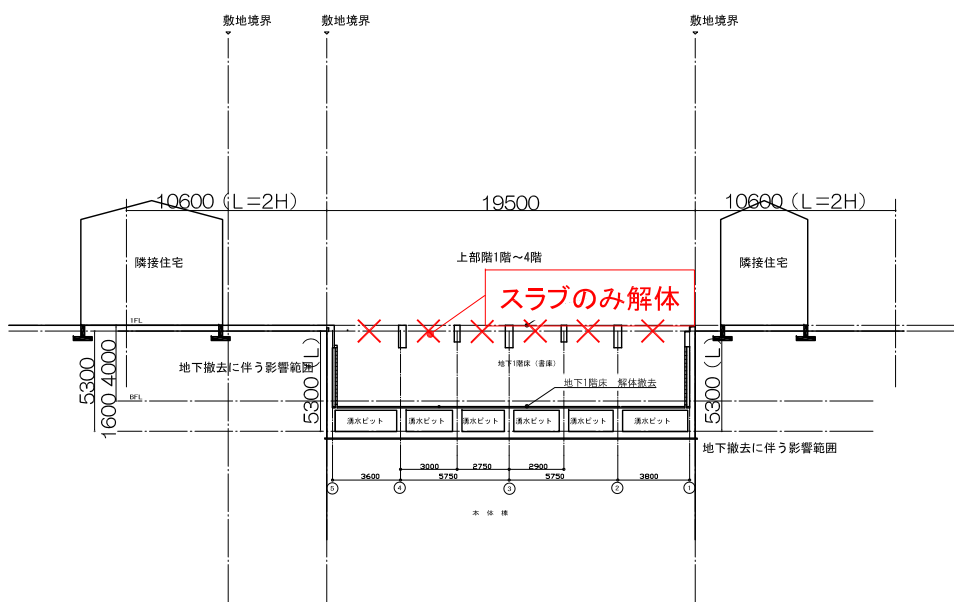 敷地境界
敷地境界
敷地境界
10600 (L=2H)
19500
10600 (L=2H)
隣接住宅
上部階1階～4階
隣接住宅
スラブのみ解体
1FL
5300
4000
1600
地下撤去に伴う影響範囲
5300 (L)
地下1階床（書庫）
5300 (L)
地下1階床　解体撤去
BFL
湧水ピット
湧水ピット
湧水ピット
湧水ピット
湧水ピット
湧水ピット
地下撤去に伴う影響範囲
3000
2750
2900
3600
5750
5750
3800
5
4
3
2
1
本 体 棟